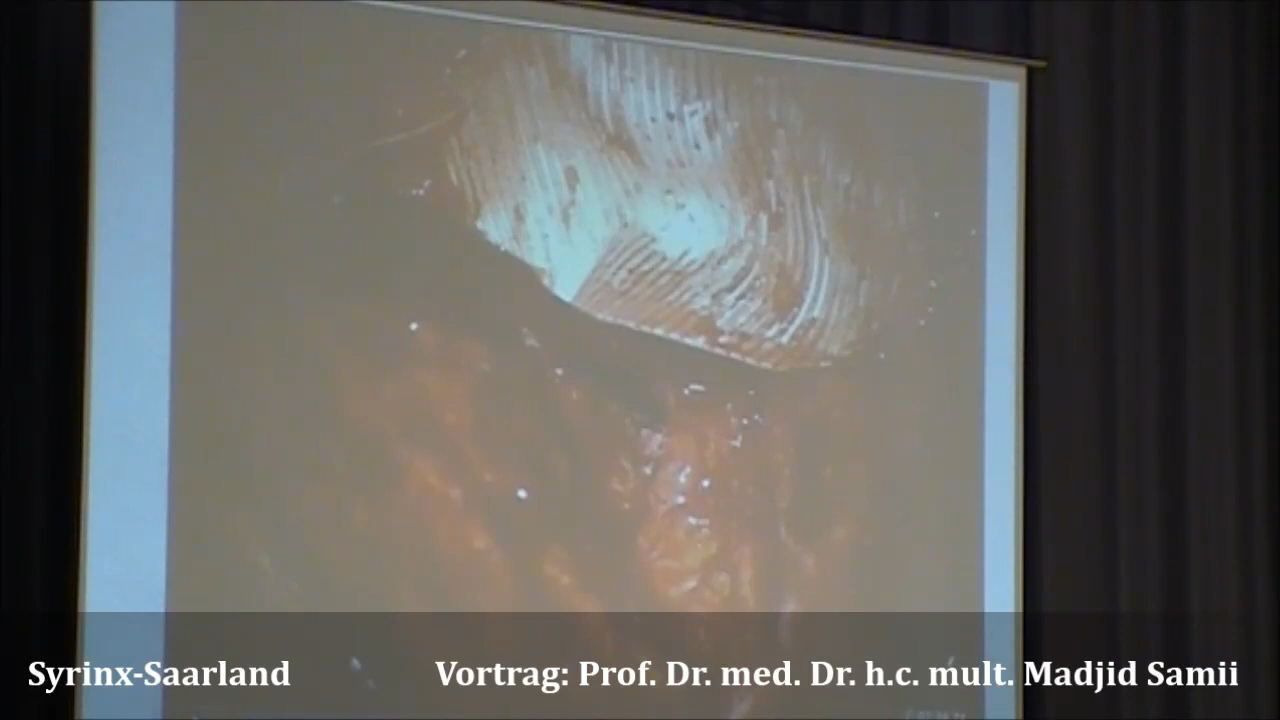 Syrinx-Saarland
Vortrag: Prof. Dr. med. Dr. h.c. mult. Madjid Samii